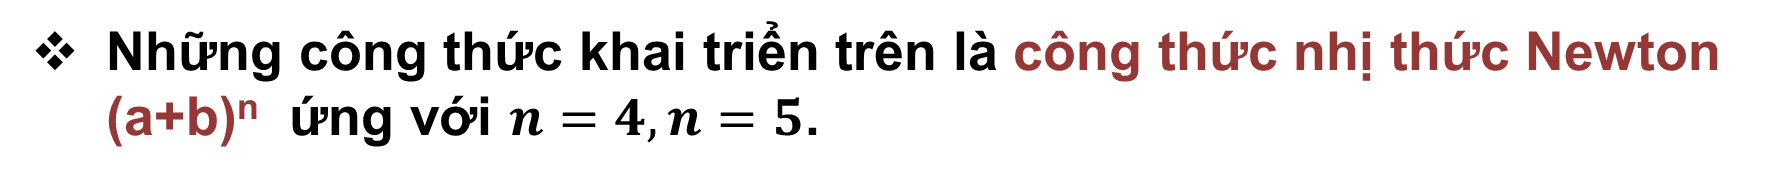 ❖ Những công thức khai triển trên là công thức nhị thức Newton
(a+b)ⁿ ứng với 𝒏 = 𝟒, 𝒏 = 𝟓.